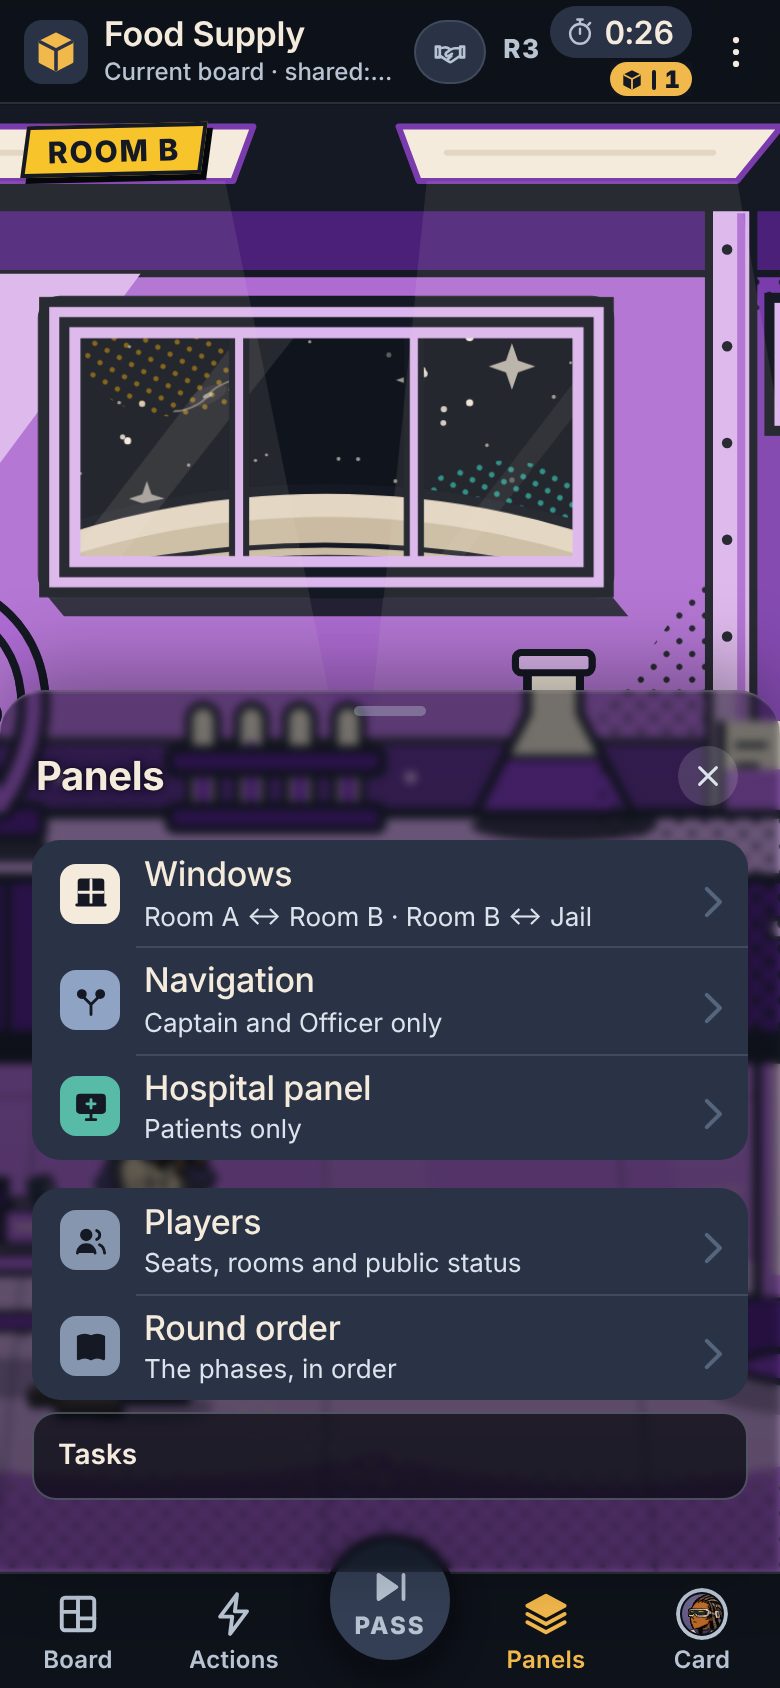 Food Supply
Current board · shared:...
R3
0:26
1
ROOM B
Panels
Windows
Room A ↔ Room B · Room B ↔ Jail
Navigation
Captain and Officer only
Hospital panel
Patients only
Players
Seats, rooms and public status
Round order
The phases, in order
Tasks
PASS
Board
Actions
Panels
Card